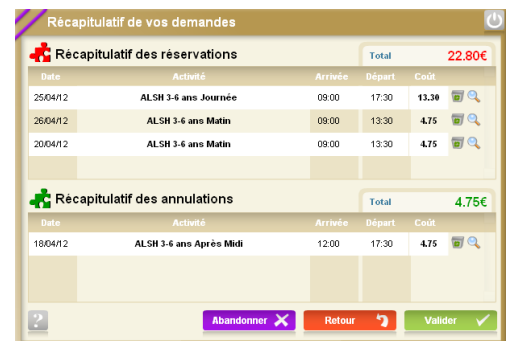 Récapitulatif de vos demandes
Récapitulatif des réservations Total 22.80€
Date Activité Arrivée Départ Coût
25/04/12 ALSH 3-6 ans Journée 09:00 17:30 13.30
26/04/12 ALSH 3-6 ans Matin 09:00 13:30 4.75
20/04/12 ALSH 3-6 ans Matin 09:00 13:30 4.75
Récapitulatif des annulations Total 4.75€
Date Activité Arrivée Départ Coût
18/04/12 ALSH 3-6 ans Après Midi 12:00 17:30 4.75
? Abandonner Retour Valider